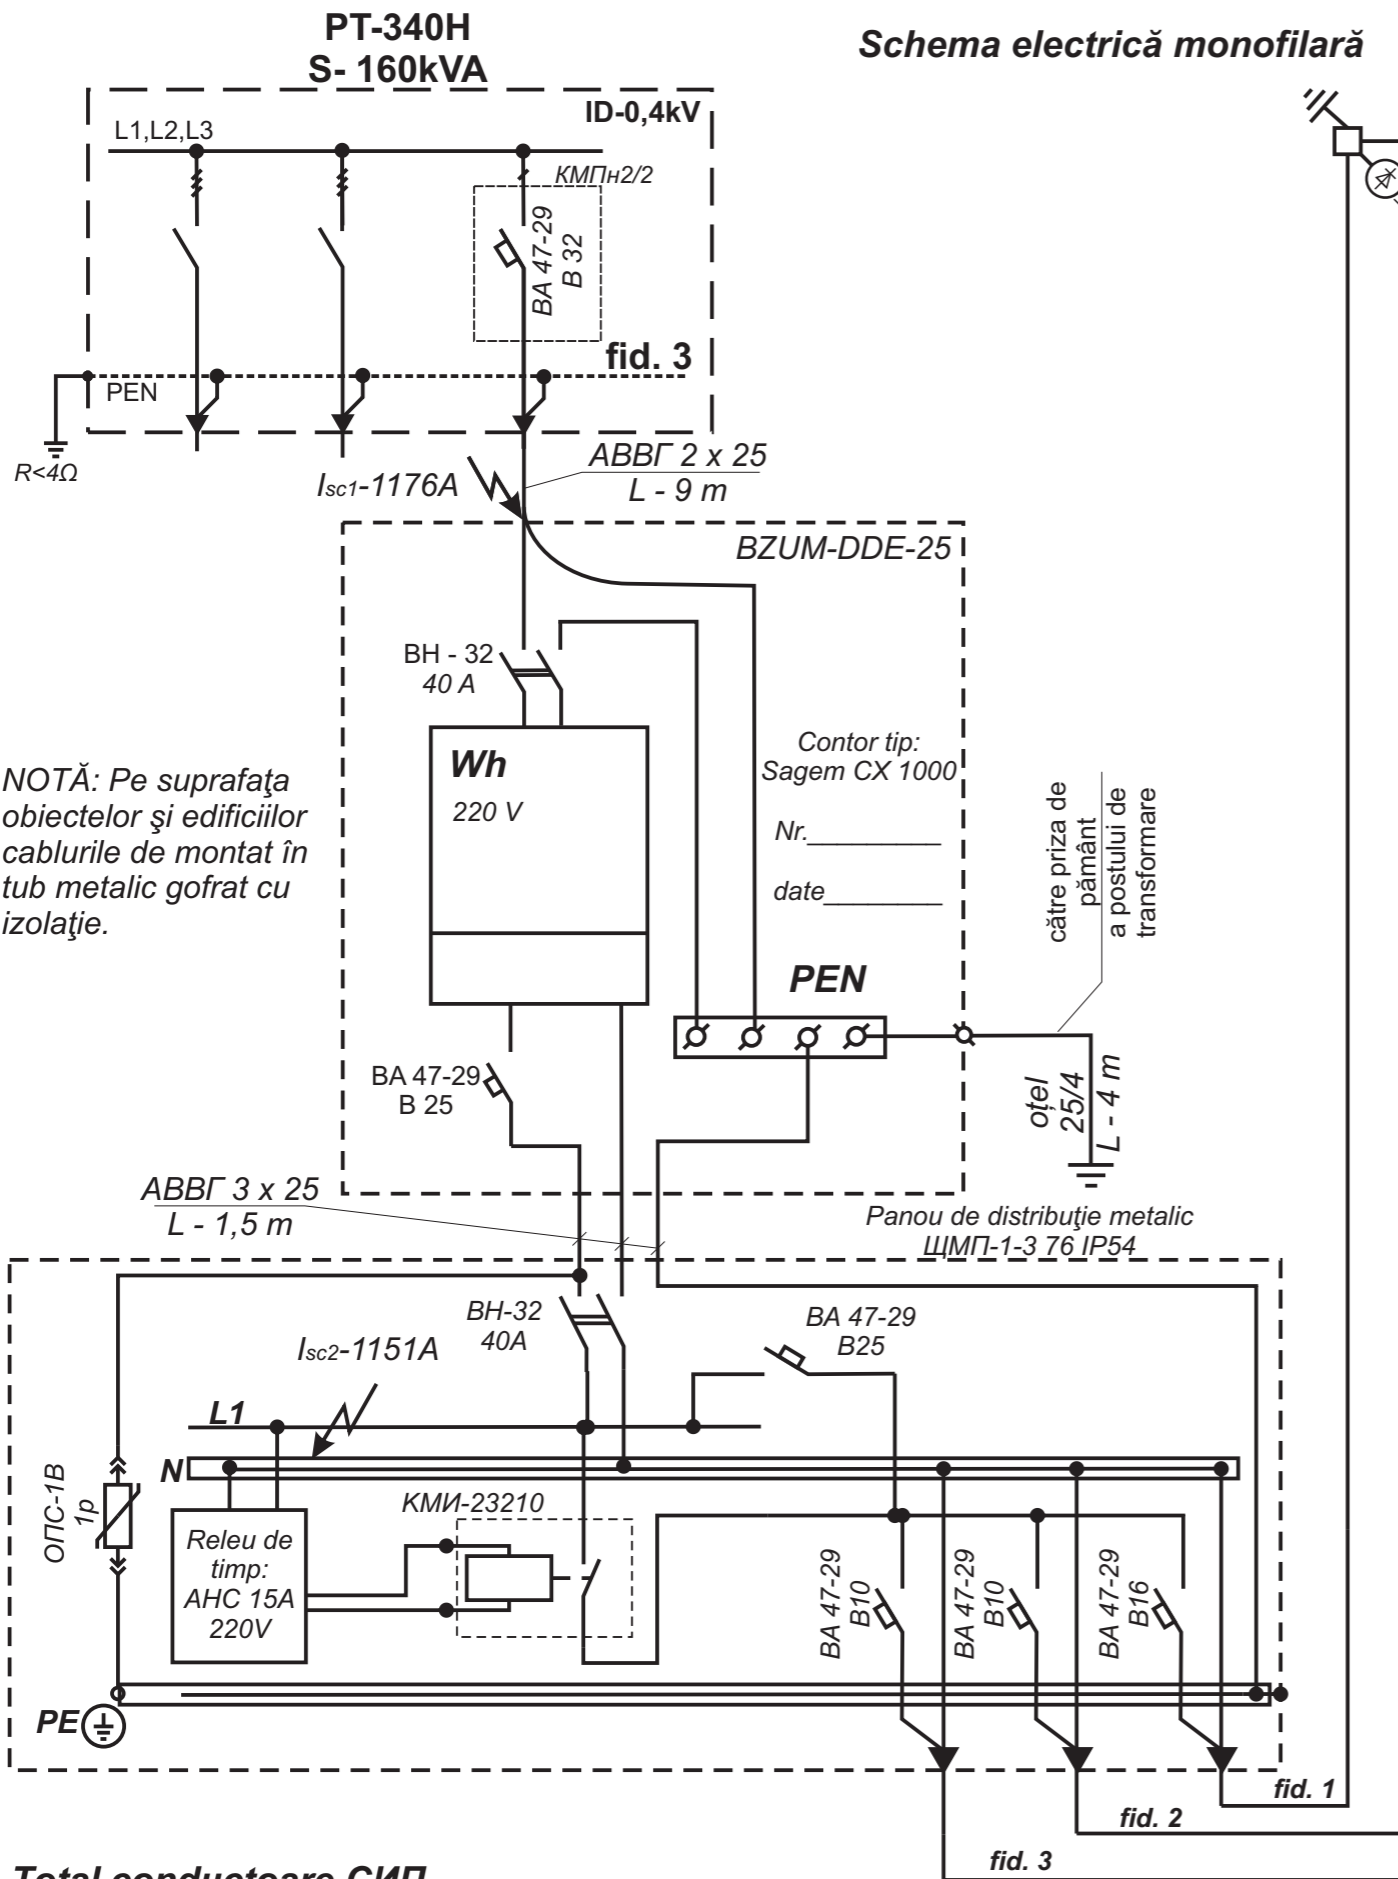 PT-340H
S- 160kVA
Schema electrică monofilară
ID-0,4kV
L1,L2,L3
КМПн2/2
ВА 47-29
В 32
fid. 3
PEN
R<4Ω
Isc1-1176A
АВВГ 2 x 25
L - 9 m
BZUM-DDE-25
ВН - 32
40 A
Wh
220 V
Contor tip:
Sagem CX 1000
Nr.________
date________
NOTĂ: Pe suprafaţa
obiectelor şi edificiilor
cablurile de montat în
tub metalic gofrat cu
izolaţie.
către priza de
pământ
a postului de
transformare
PEN
ВА 47-29
В 25
oțel
25/4
L - 4 m
АВВГ 3 x 25
L - 1,5 m
Panou de distribuţie metalic
ЩМП-1-3 76 IP54
ВН-32
40A
ВА 47-29
В25
Isc2-1151A
L1
N
ОПС-1В
1р
КМИ-23210
Releu de
timp:
АНС 15А
220V
ВА 47-29
В10
ВА 47-29
В10
ВА 47-29
В16
PE
fid. 1
fid. 2
fid. 3
Total conductoare СИП